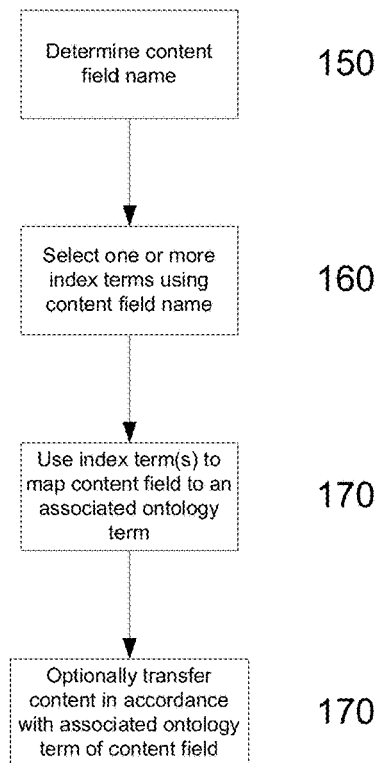 Determine content
field name
150
Select one or more
index terms using
content field name
160
Use index term(s) to
map content field to an
associated ontology
term
170
Optionally transfer
content in accordance
with associated ontology
term of content field
170